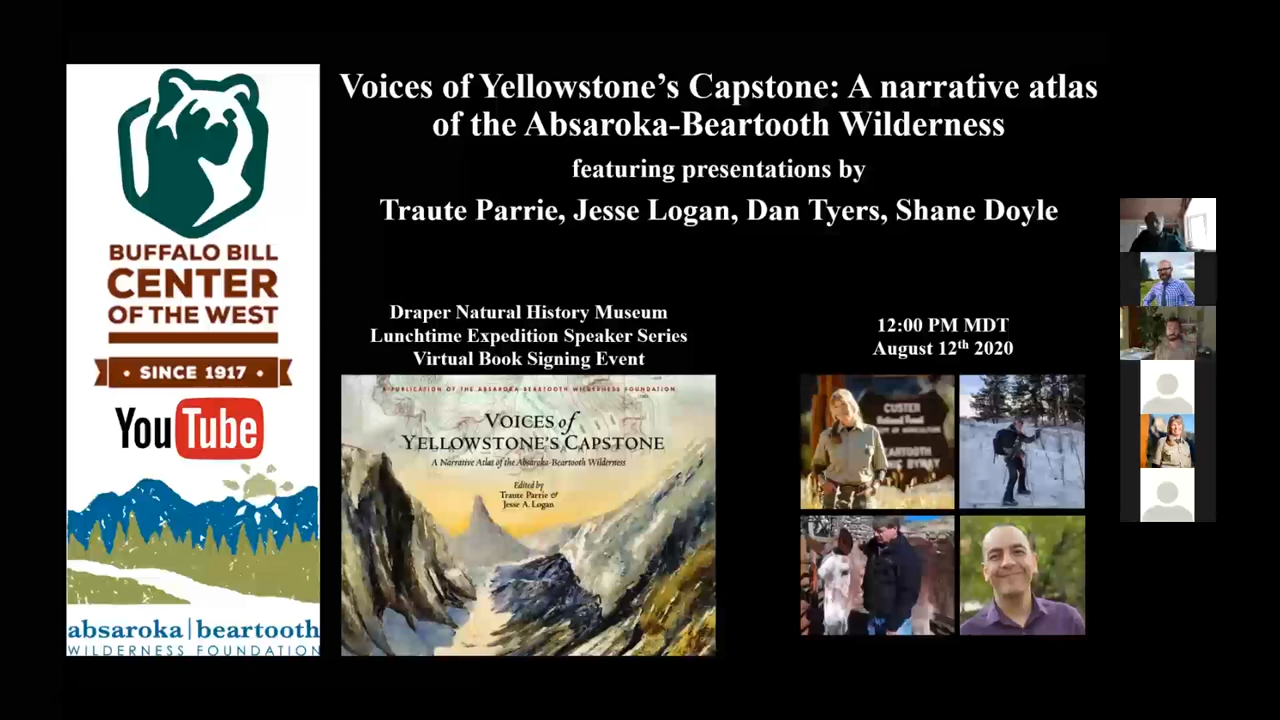 Voices of Yellowstone's Capstone: A narrative atlas
of the Absaroka-Beartooth Wilderness
featuring presentations by
Traute Parrie, Jesse Logan, Dan Tyers, Shane Doyle
BUFFALO BILL
CENTER
OF THE WEST
• SINCE 1917 •
YouTube
absaroka | beartooth
WILDERNESS FOUNDATION
Draper Natural History Museum
Lunchtime Expedition Speaker Series
Virtual Book Signing Event
A PUBLICATION OF THE ABSAROKA-BEARTOOTH WILDERNESS FOUNDATION
VOICES of
YELLOWSTONE'S CAPSTONE
A Narrative Atlas of the Absaroka-Beartooth Wilderness
Edited by
Traute Parrie &
Jesse A. Logan
12:00 PM MDT
August 12th 2020
CUSTER
National Forest